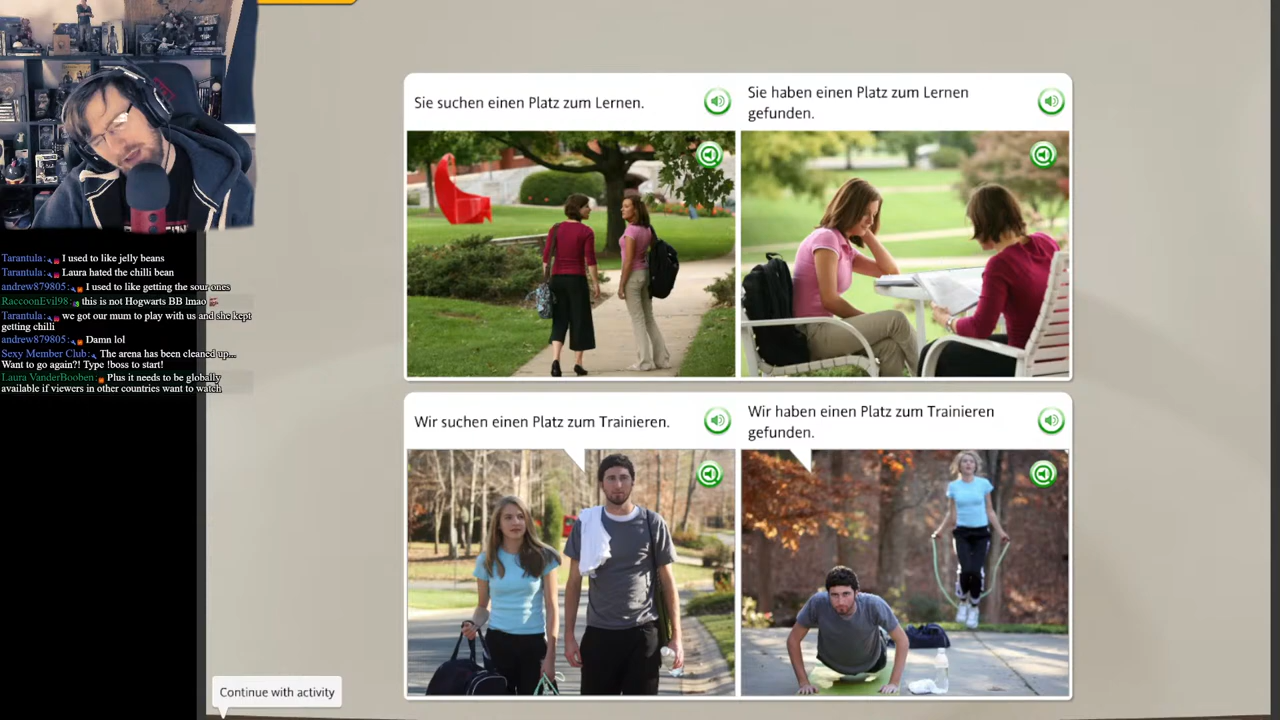 Sie suchen einen Platz zum Lernen.
Sie haben einen Platz zum Lernen
gefunden.
Tarantula: I used to like jelly beans
Tarantula: Laura hated the chilli bean
andrew879805: I used to like getting the sour ones
RaccoonEvil98: this is not Hogwarts BB lmao
Tarantula: we got our mum to play with us and she kept
getting chilli
andrew879805: Damn lol
Sexy Member Club: The arena has been cleaned up...
Want to go again?! Type !boss to start!
Laura VanderBooben: Plus it needs to be globally
available if viewers in other countries want to watch
Wir suchen einen Platz zum Trainieren.
Wir haben einen Platz zum Trainieren
gefunden.
Continue with activity